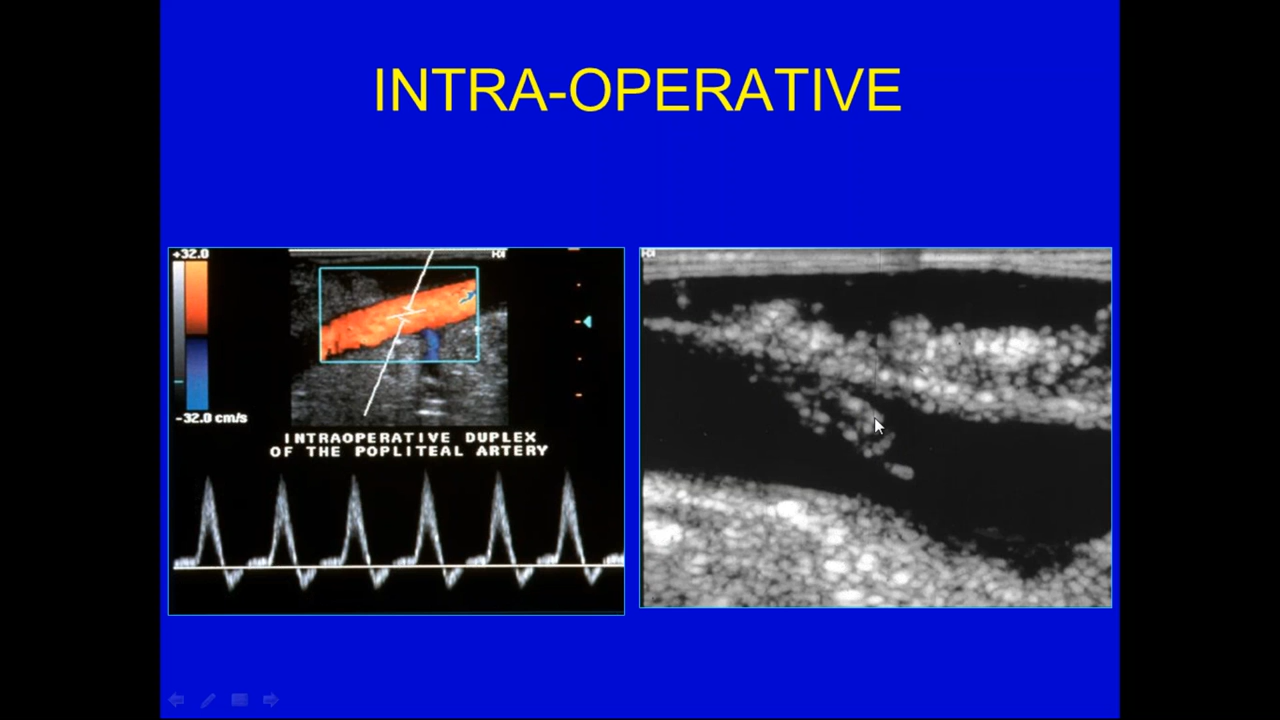 INTRA-OPERATIVE
+32.0
-32.0 cm/s
INTRAOPERATIVE DUPLEX
OF THE POPLITEAL ARTERY